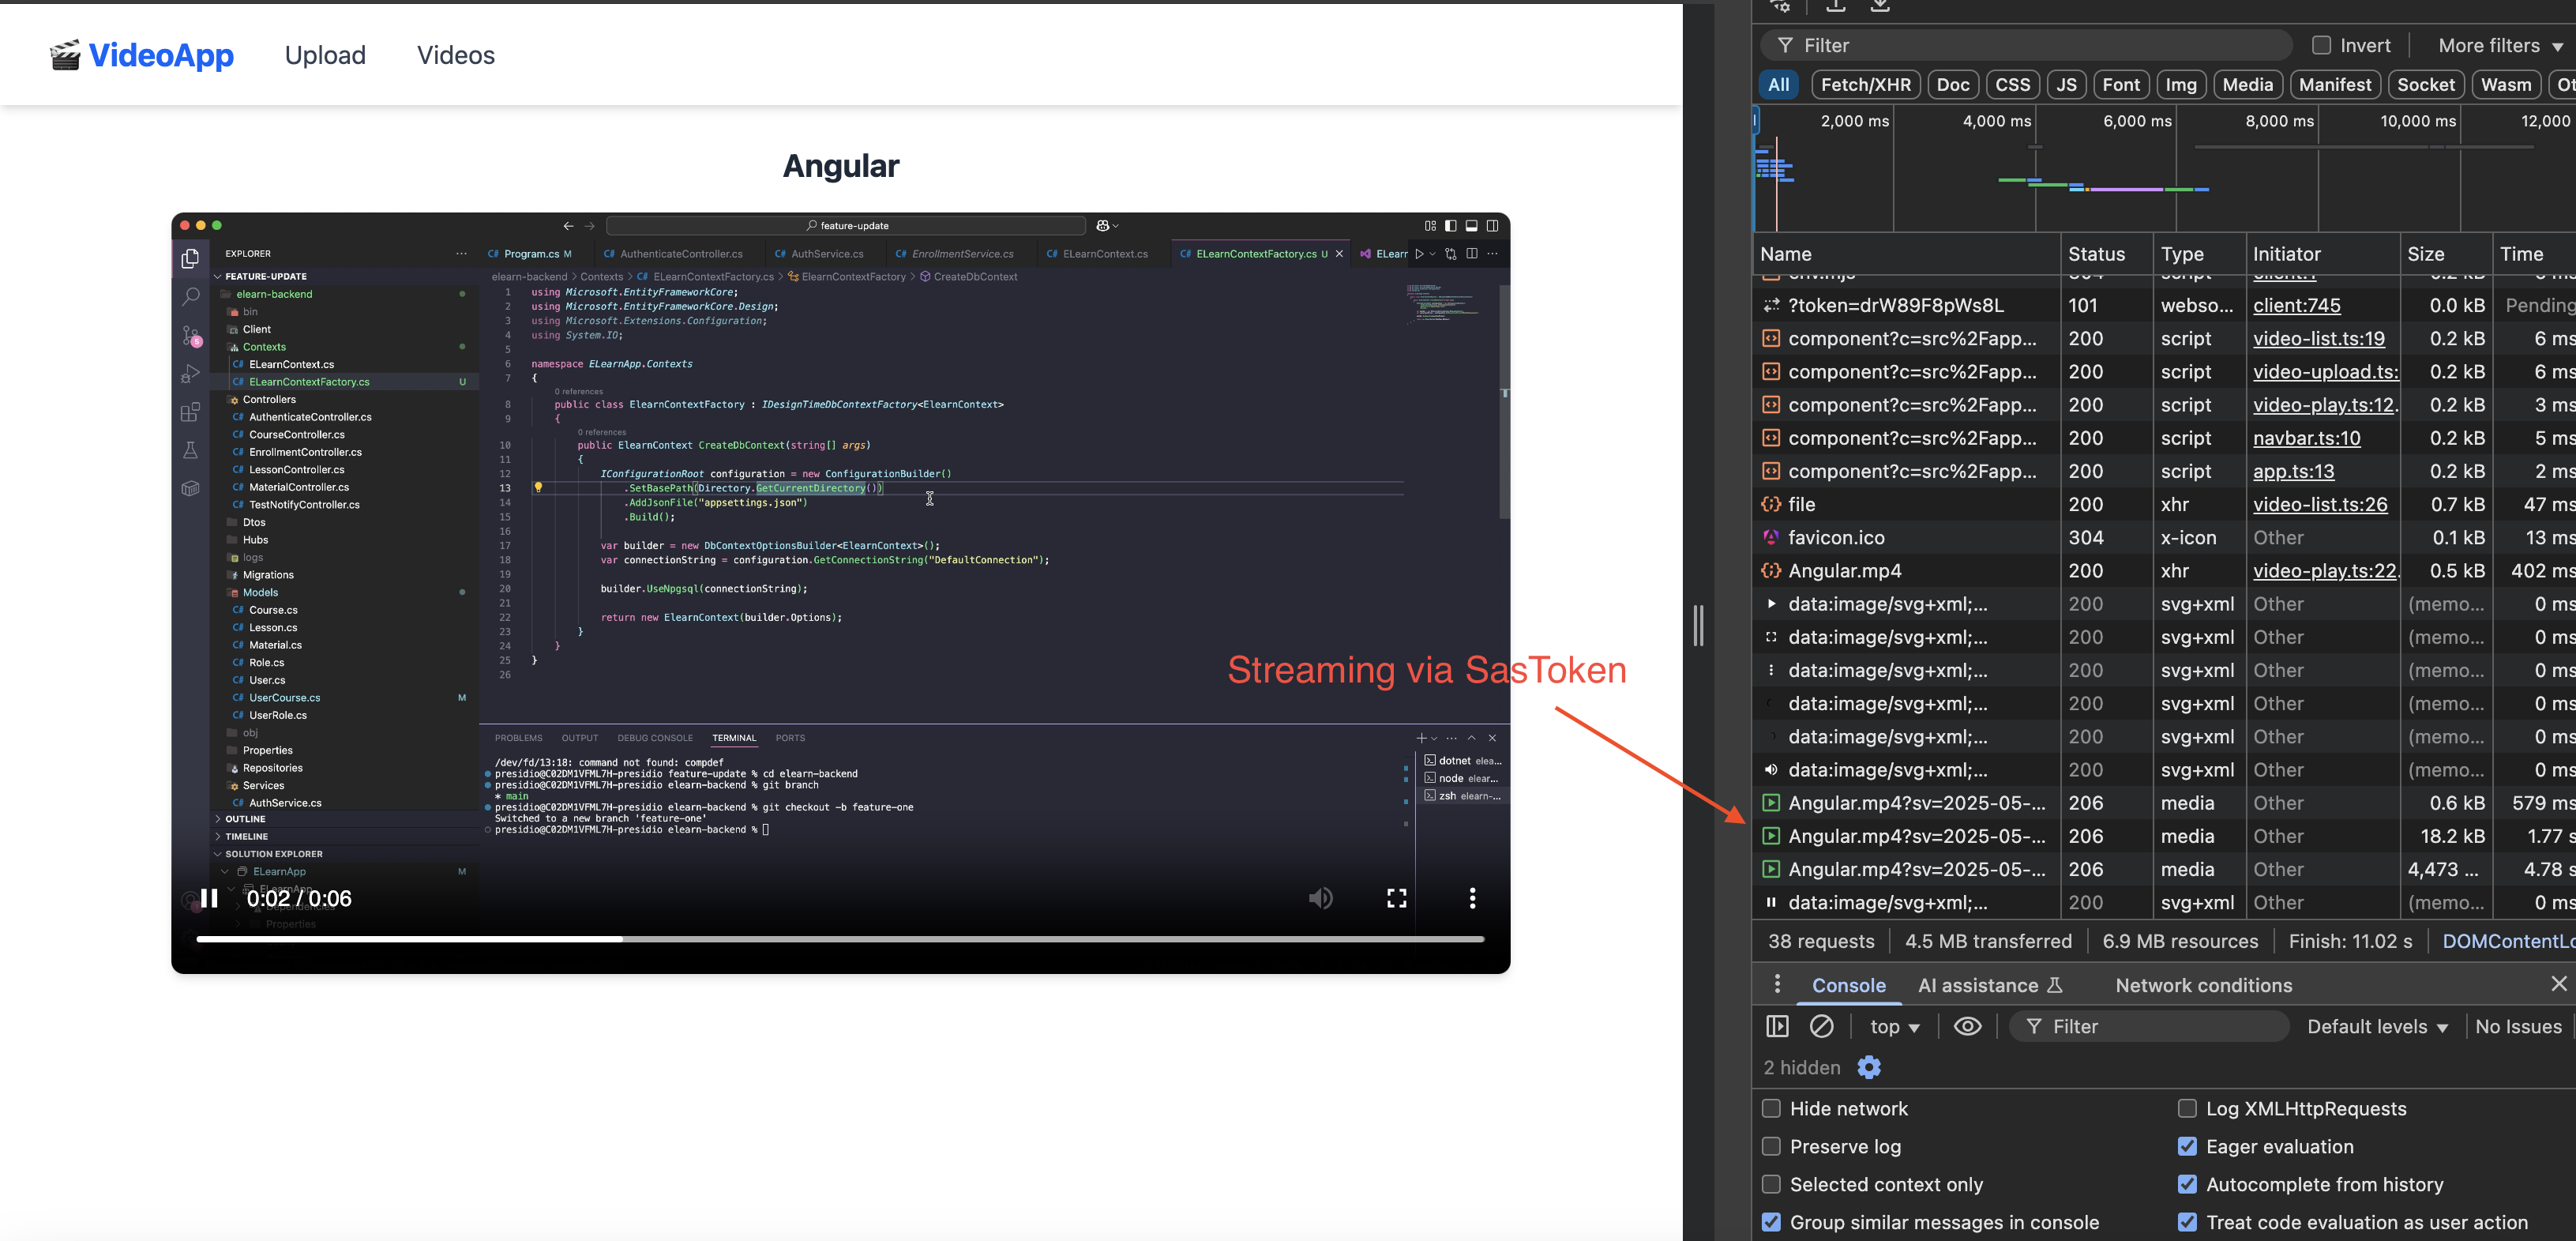 VideoApp Upload Videos
Angular
feature-update
EXPLORER
FEATURE-UPDATE
elearn-backend
bin
Client
Contexts
ELearnContext.cs
ELearnContextFactory.cs U
Controllers
AuthenticateController.cs
CourseController.cs
EnrollmentController.cs
LessonController.cs
MaterialController.cs
TestNotifyController.cs
Dtos
Hubs
logs
Migrations
Models
Course.cs
Lesson.cs
Material.cs
Role.cs
User.cs
UserCourse.cs M
UserRole.cs
obj
Properties
Repositories
Services
AuthService.cs
OUTLINE
TIMELINE
SOLUTION EXPLORER
ELearnApp M
ELearnApp
Dependencies
Properties
5
Program.cs M AuthenticateController.cs AuthService.cs EnrollmentService.cs ELearnContext.cs ELearnContextFactory.cs U ELearr
elearn-backend > Contexts > ELearnContextFactory.cs > ElearnContextFactory > CreateDbContext
1 using Microsoft.EntityFrameworkCore;
2 using Microsoft.EntityFrameworkCore.Design;
3 using Microsoft.Extensions.Configuration;
4 using System.IO;
5
6 namespace ELearnApp.Contexts
7 {
0 references
8 public class ElearnContextFactory : IDesignTimeDbContextFactory<ElearnContext>
9 {
0 references
10 public ElearnContext CreateDbContext(string[] args)
11 {
12 IConfigurationRoot configuration = new ConfigurationBuilder()
13 .SetBasePath(Directory.GetCurrentDirectory())
14 .AddJsonFile("appsettings.json")
15 .Build();
16
17 var builder = new DbContextOptionsBuilder<ElearnContext>();
18 var connectionString = configuration.GetConnectionString("DefaultConnection");
19
20 builder.UseNpgsql(connectionString);
21
22 return new ElearnContext(builder.Options);
23 }
24 }
25 }
26
PROBLEMS OUTPUT DEBUG CONSOLE TERMINAL PORTS
/dev/fd/13:18: command not found: compdef
presidio@C02DM1VFML7H-presidio feature-update % cd elearn-backend
presidio@C02DM1VFML7H-presidio elearn-backend % git branch
* main
presidio@C02DM1VFML7H-presidio elearn-backend % git checkout -b feature-one
Switched to a new branch 'feature-one'
presidio@C02DM1VFML7H-presidio elearn-backend %
dotnet elea...
node elear...
zsh elearn-...
0:02 / 0:06
Streaming via SasToken
Filter Invert More filters
All Fetch/XHR Doc CSS JS Font Img Media Manifest Socket Wasm Ot
2,000 ms 4,000 ms 6,000 ms 8,000 ms 10,000 ms 12,000
Name Status Type Initiator Size Time
?token=drW89F8pWs8L 101 webso... client:745 0.0 kB Pending
component?c=src%2Fapp... 200 script video-list.ts:19 0.2 kB 6 ms
component?c=src%2Fapp... 200 script video-upload.ts: 0.2 kB 6 ms
component?c=src%2Fapp... 200 script video-play.ts:12. 0.2 kB 3 ms
component?c=src%2Fapp... 200 script navbar.ts:10 0.2 kB 5 ms
component?c=src%2Fapp... 200 script app.ts:13 0.2 kB 2 ms
file 200 xhr video-list.ts:26 0.7 kB 47 ms
favicon.ico 304 x-icon Other 0.1 kB 13 ms
Angular.mp4 200 xhr video-play.ts:22. 0.5 kB 402 ms
data:image/svg+xml;... 200 svg+xml Other (memo... 0 ms
data:image/svg+xml;... 200 svg+xml Other (memo... 0 ms
data:image/svg+xml;... 200 svg+xml Other (memo... 0 ms
data:image/svg+xml;... 200 svg+xml Other (memo... 0 ms
data:image/svg+xml;... 200 svg+xml Other (memo... 0 ms
data:image/svg+xml;... 200 svg+xml Other (memo... 0 ms
Angular.mp4?sv=2025-05-... 206 media Other 0.6 kB 579 ms
Angular.mp4?sv=2025-05-... 206 media Other 18.2 kB 1.77 s
Angular.mp4?sv=2025-05-... 206 media Other 4,473 ... 4.78 s
data:image/svg+xml;... 200 svg+xml Other (memo... 0 ms
38 requests 4.5 MB transferred 6.9 MB resources Finish: 11.02 s DOMContentLo
Console AI assistance Network conditions
top Filter Default levels No Issues
2 hidden
Hide network Log XMLHttpRequests
Preserve log Eager evaluation
Selected context only Autocomplete from history
Group similar messages in console Treat code evaluation as user action